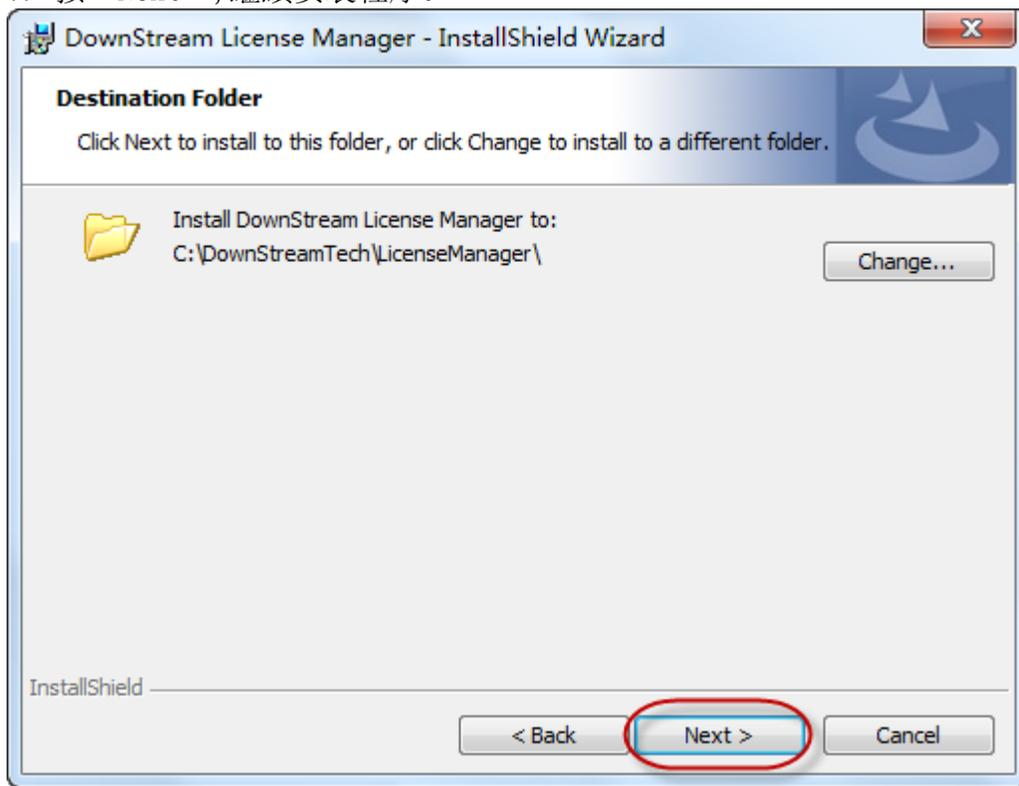 DownStream License Manager - InstallShield Wizard
Destination Folder
Click Next to install to this folder, or click Change to install to a different folder.
Install DownStream License Manager to:
C:\DownStreamTech\LicenseManager\
Change...
InstallShield
< Back
Next >
Cancel